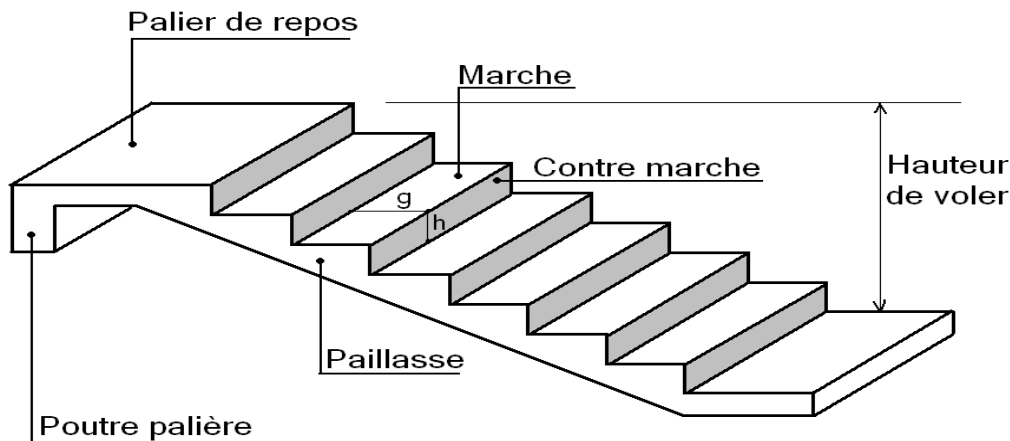 Palier de repos
Marche
Contre marche
Hauteur
de voler
g
h
Paillasse
Poutre palière